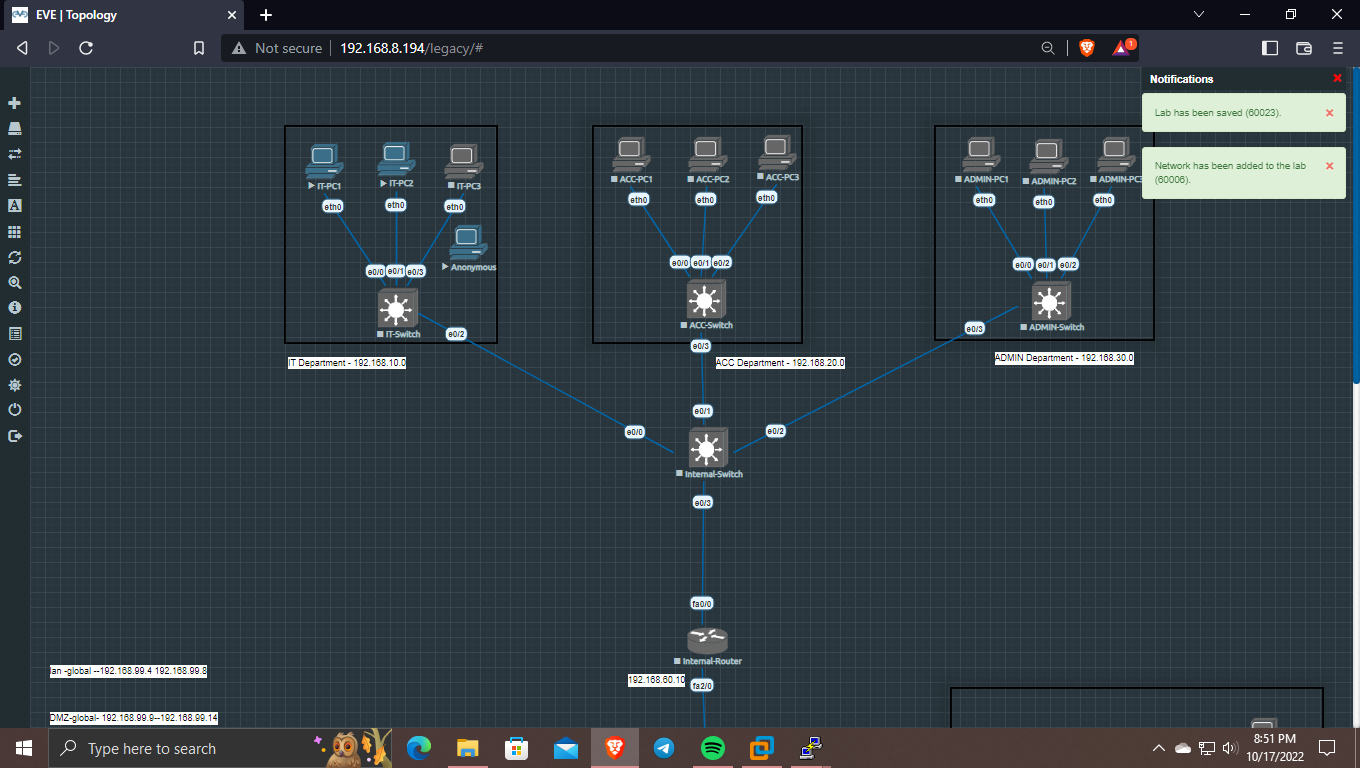 EVE | Topology
Not secure
192.168.8.194/legacy/#
1
Notifications
Lab has been saved (60023).
Network has been added to the lab
(60006).
IT-PC1
IT-PC2
IT-PC3
eth0
eth0
eth0
Anonymous
e0/0
e0/1
e0/3
IT-Switch
e0/2
IT Department - 192.168.10.0
ACC-PC1
ACC-PC2
ACC-PC3
eth0
eth0
eth0
e0/0
e0/1
e0/2
ACC-Switch
e0/3
ACC Department - 192.168.20.0
ADMIN-PC1
ADMIN-PC2
ADMIN-PC3
eth0
eth0
eth0
e0/0
e0/1
e0/2
ADMIN-Switch
e0/3
ADMIN Department - 192.168.30.0
e0/1
e0/0
e0/2
Internal-Switch
e0/3
fa0/0
Internal-Router
192.168.60.10
fa2/0
lan -global --192.168.99.4 192.168.99.8
DMZ-global- 192.168.99.9--192.168.99.14
Type here to search
8:51 PM
10/17/2022